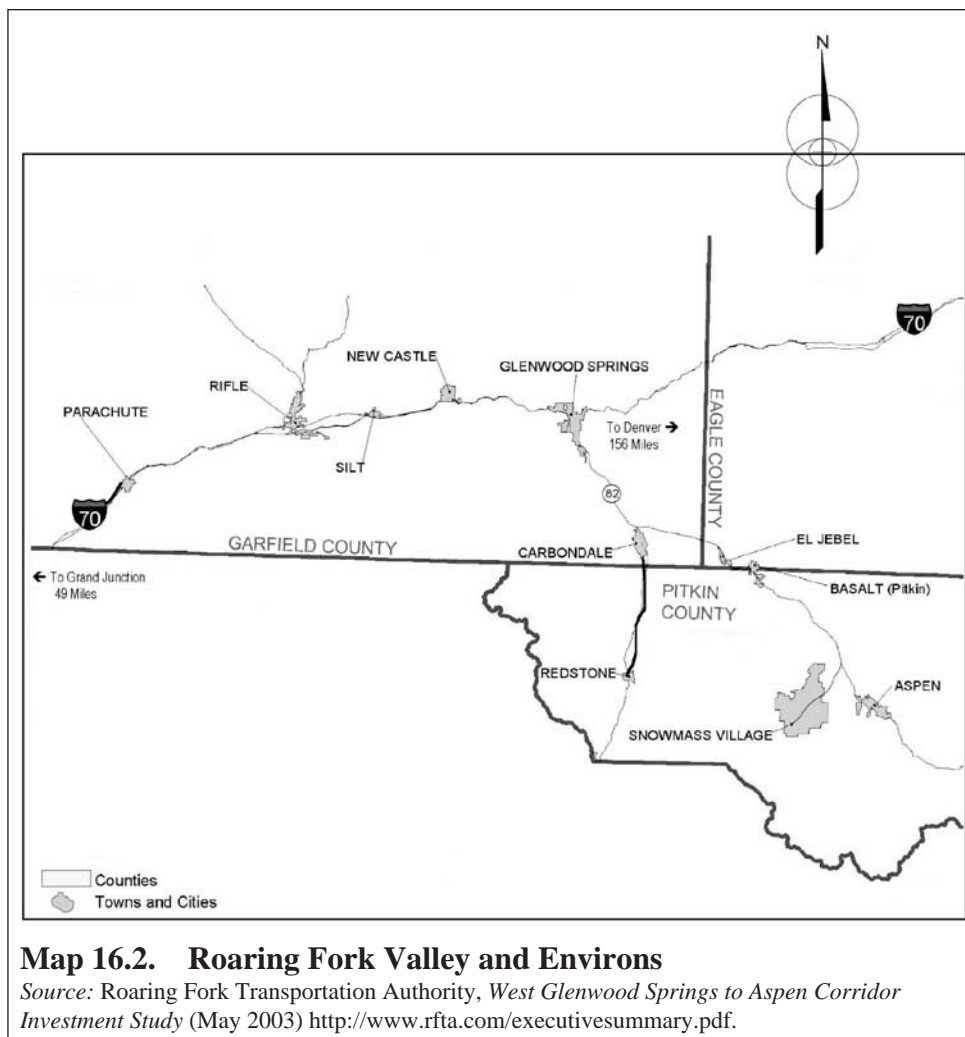 N
70
NEW CASTLE
GLENWOOD SPRINGS
RIFLE
PARACHUTE
To Denver →
156 Miles
EAGLE COUNTY
SILT
82
70
GARFIELD COUNTY
CARBONDALE
EL JEBEL
← To Grand Junction
49 Miles
PITKIN
COUNTY
BASALT (Pitkin)
REDSTONE
ASPEN
SNOWMASS VILLAGE
Counties
Towns and Cities
Map 16.2. Roaring Fork Valley and Environs
Source: Roaring Fork Transportation Authority, West Glenwood Springs to Aspen Corridor
Investment Study (May 2003) http://www.rfta.com/executivesummary.pdf.